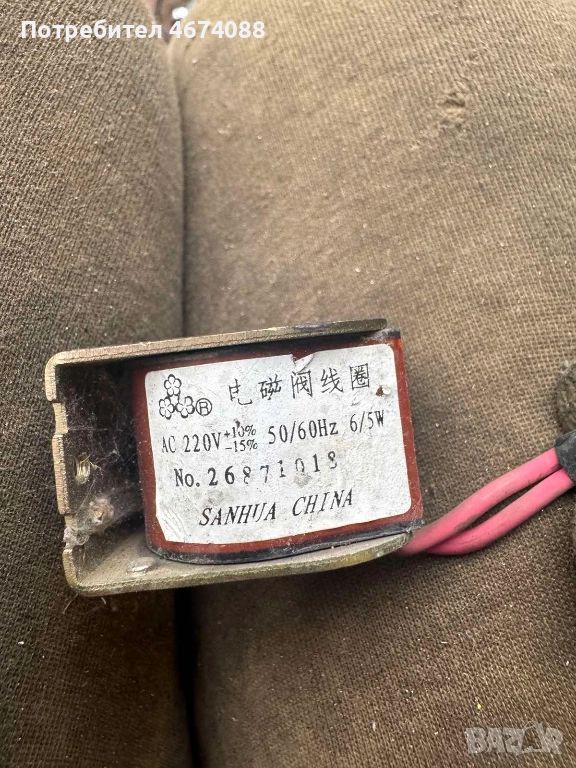 Потребител 4674088
电磁阀线圈
®
AC 220V +10% -15% 50/60Hz 6/5W
No. 26871018
SANHUA CHINA
BAZAR